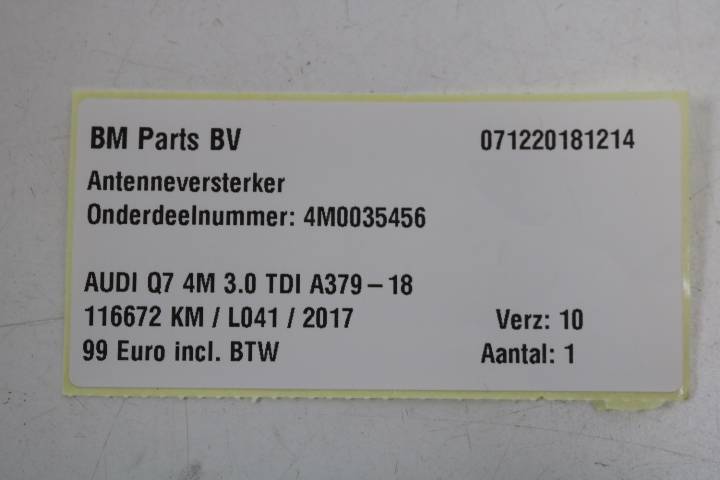 BM Parts BV 071220181214
Antenneversterker
Onderdeelnummer: 4M0035456
AUDI Q7 4M 3.0 TDI A379-18
116672 KM / L041 / 2017 Verz: 10
99 Euro incl. BTW Aantal: 1